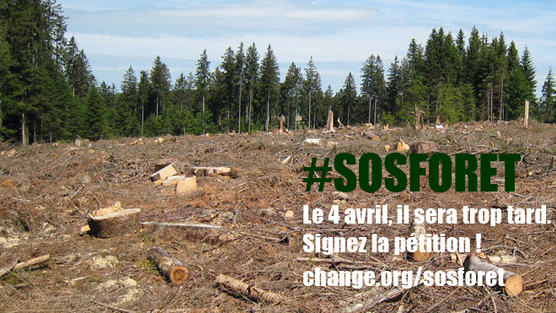 #SOSFORET
Le 4 avril, il sera trop tard.
Signez la pétition !
change.org/sosforet